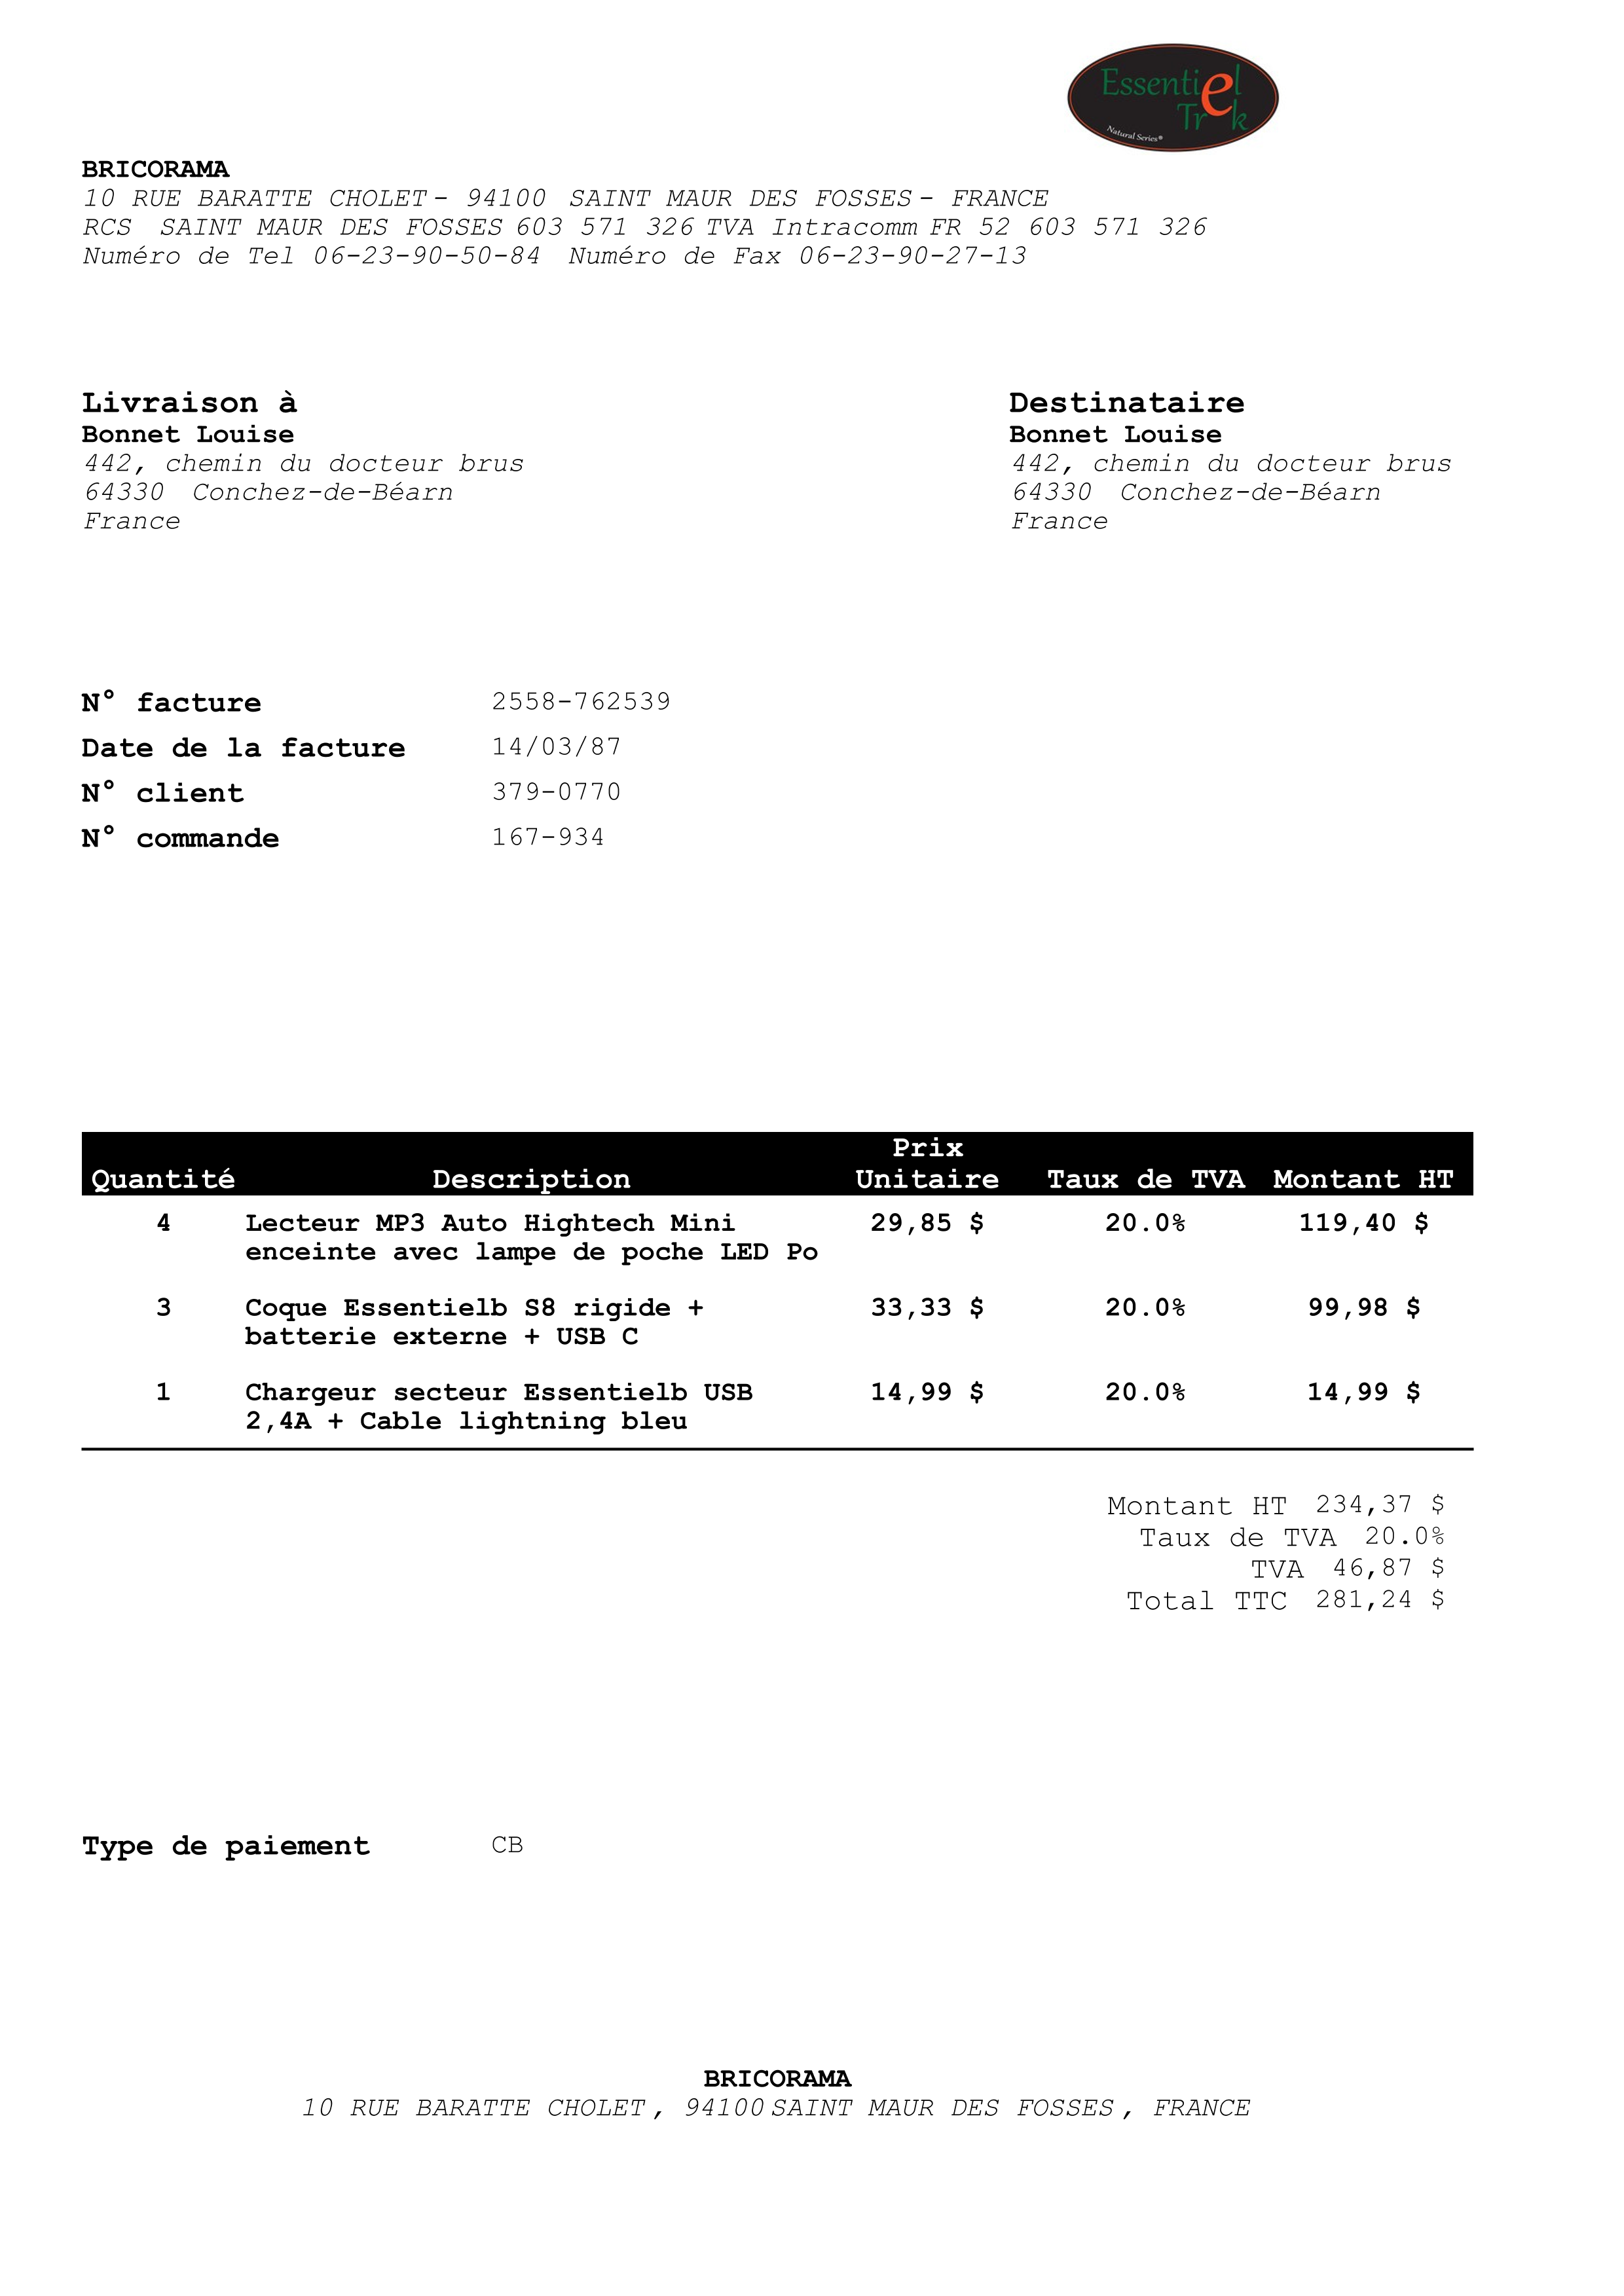 Essentiel
Trek
Natural Series®
BRICORAMA
10 RUE BARATTE CHOLET - 94100 SAINT MAUR DES FOSSES - FRANCE
RCS SAINT MAUR DES FOSSES 603 571 326 TVA Intracomm FR 52 603 571 326
Numéro de Tel 06-23-90-50-84 Numéro de Fax 06-23-90-27-13
Livraison à
Bonnet Louise
442, chemin du docteur brus
64330 Conchez-de-Béarn
France
Destinataire
Bonnet Louise
442, chemin du docteur brus
64330 Conchez-de-Béarn
France
N° facture 2558-762539
Date de la facture 14/03/87
N° client 379-0770
N° commande 167-934
Quantité Description Prix Unitaire Taux de TVA Montant HT
4 Lecteur MP3 Auto Hightech Mini 29,85 $ 20.0% 119,40 $
enceinte avec lampe de poche LED Po
3 Coque Essentielb S8 rigide + 33,33 $ 20.0% 99,98 $
batterie externe + USB C
1 Chargeur secteur Essentielb USB 14,99 $ 20.0% 14,99 $
2,4A + Cable lightning bleu
Montant HT 234,37 $
Taux de TVA 20.0%
TVA 46,87 $
Total TTC 281,24 $
Type de paiement CB
BRICORAMA
10 RUE BARATTE CHOLET , 94100 SAINT MAUR DES FOSSES , FRANCE